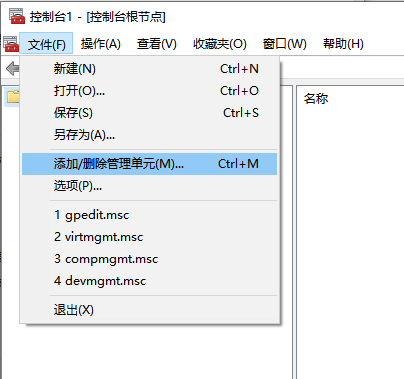 控制台1 - [控制台根节点]
文件(F) 操作(A) 查看(V) 收藏夹(O) 窗口(W) 帮助(H)
新建(N) Ctrl+N
打开(O)... Ctrl+O
保存(S) Ctrl+S
另存为(A)...
添加/删除管理单元(M)... Ctrl+M
选项(P)...
1 gpedit.msc
2 virtmgmt.msc
3 compmgmt.msc
4 devmgmt.msc
退出(X)
名称